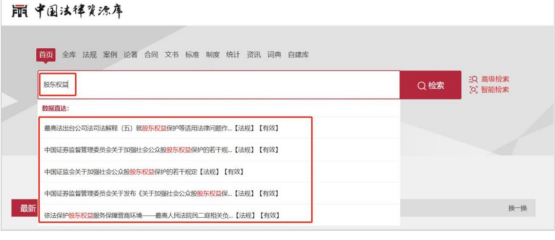 中国法律资源库
首页 全库 法规 案例 论著 合同 文书 标准 制度 统计 资讯 词典 自建库
股东权益
检索
高级检索
智能检索
数据直达:
最高法出台公司法司法解释（五）就股东权益保护等适用法律问题作...【法规】【有效】
中国证券监督管理委员会关于加强社会公众股股东权益保护的若干规...【法规】【有效】
中国证监会关于加强社会公众股股东权益保护的若干规定【法规】【有效】
中国证券监督管理委员会关于发布《关于加强社会公众股股东权益保...【法规】【有效】
依法保护股东权益服务保障营商环境——最高人民法院民二庭相关负...【法规】【有效】
最新
换一换